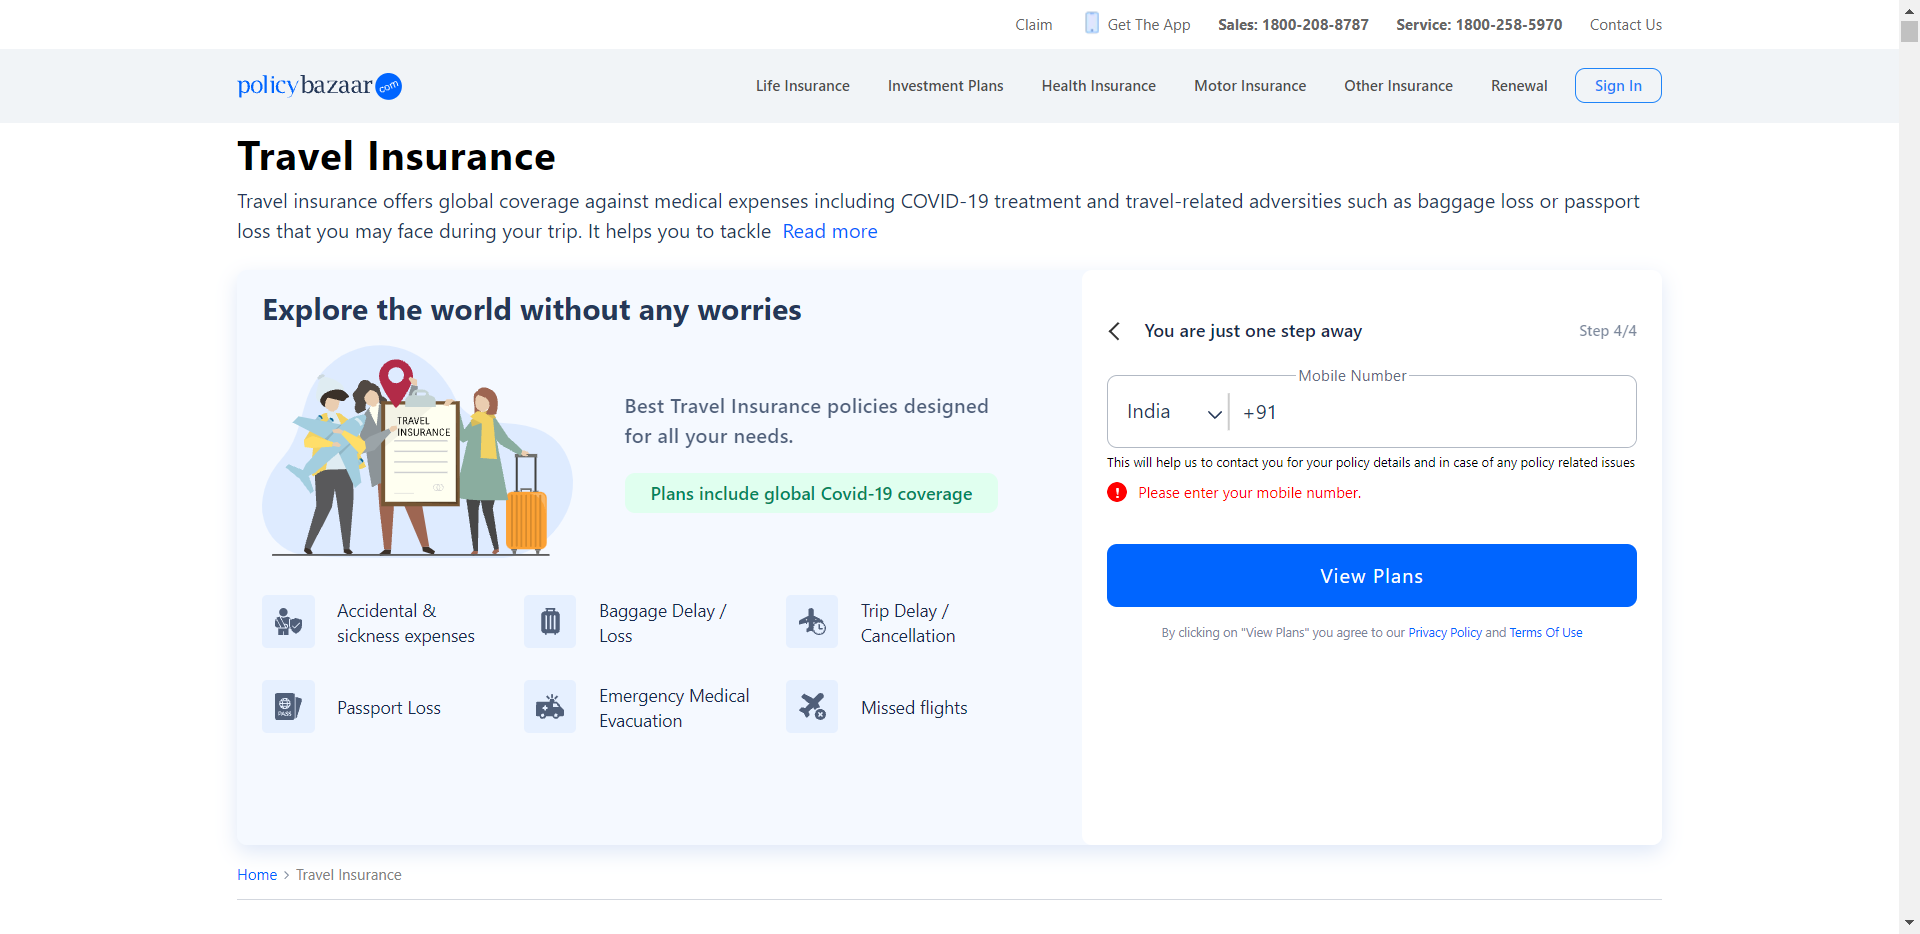 Claim
Get The App
Sales: 1800-208-8787
Service: 1800-258-5970
Contact Us
policybazaar.com
Life Insurance
Investment Plans
Health Insurance
Motor Insurance
Other Insurance
Renewal
Sign In
Travel Insurance
Travel insurance offers global coverage against medical expenses including COVID-19 treatment and travel-related adversities such as baggage loss or passport
loss that you may face during your trip. It helps you to tackle Read more
Explore the world without any worries
TRAVEL
INSURANCE
Best Travel Insurance policies designed
for all your needs.
Plans include global Covid-19 coverage
Accidental &
sickness expenses
Baggage Delay /
Loss
Trip Delay /
Cancellation
PASS
Passport Loss
Emergency Medical
Evacuation
Missed flights
You are just one step away
Step 4/4
Mobile Number
India
+91
This will help us to contact you for your policy details and in case of any policy related issues
Please enter your mobile number.
View Plans
By clicking on "View Plans" you agree to our Privacy Policy and Terms Of Use
Home > Travel Insurance